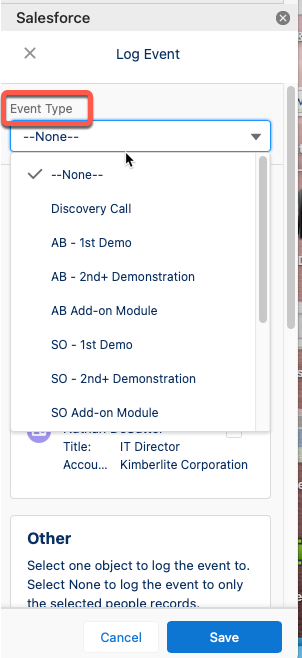 Salesforce
Log Event
Event Type
--None--
--None--
Discovery Call
AB - 1st Demo
AB - 2nd+ Demonstration
AB Add-on Module
SO - 1st Demo
SO - 2nd+ Demonstration
SO Add-on Module
Title: IT Director
Accou... Kimberlite Corporation
Other
Select one object to log the event to.
Select None to log the event to only
the selected people records.
Cancel
Save